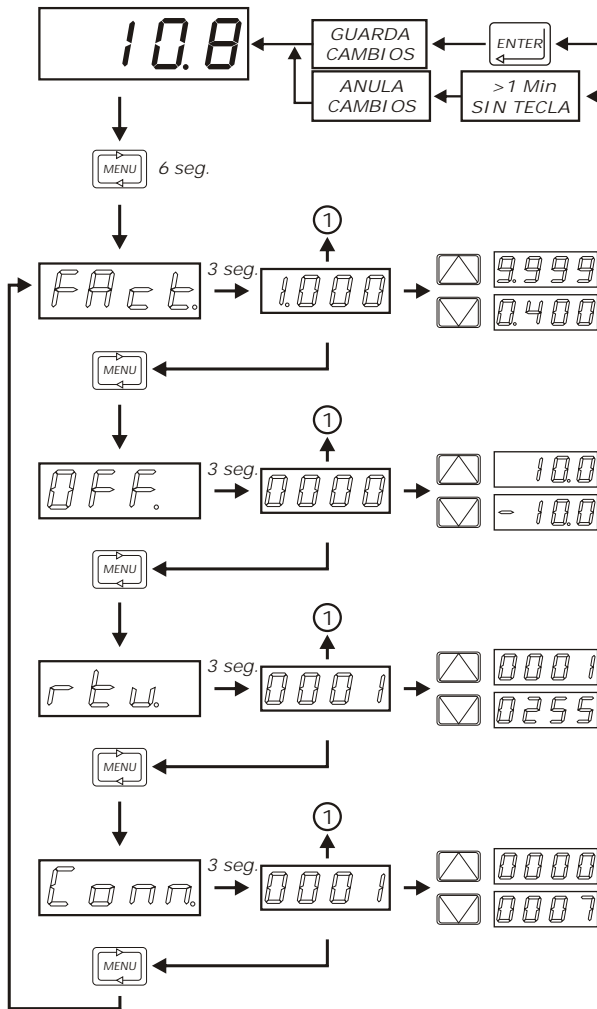 10.8
GUARDA
CAMBIOS
ENTER
ANULA
CAMBIOS
>1 Min
SIN TECLA
MENU
6 seg.
1
FAct.
3 seg.
1.000
9.999
0.400
MENU
1
OFF.
3 seg.
0000
10.0
- 10.0
MENU
1
rtu.
3 seg.
0001
0001
0255
MENU
1
Conn.
3 seg.
0001
0000
0007
MENU